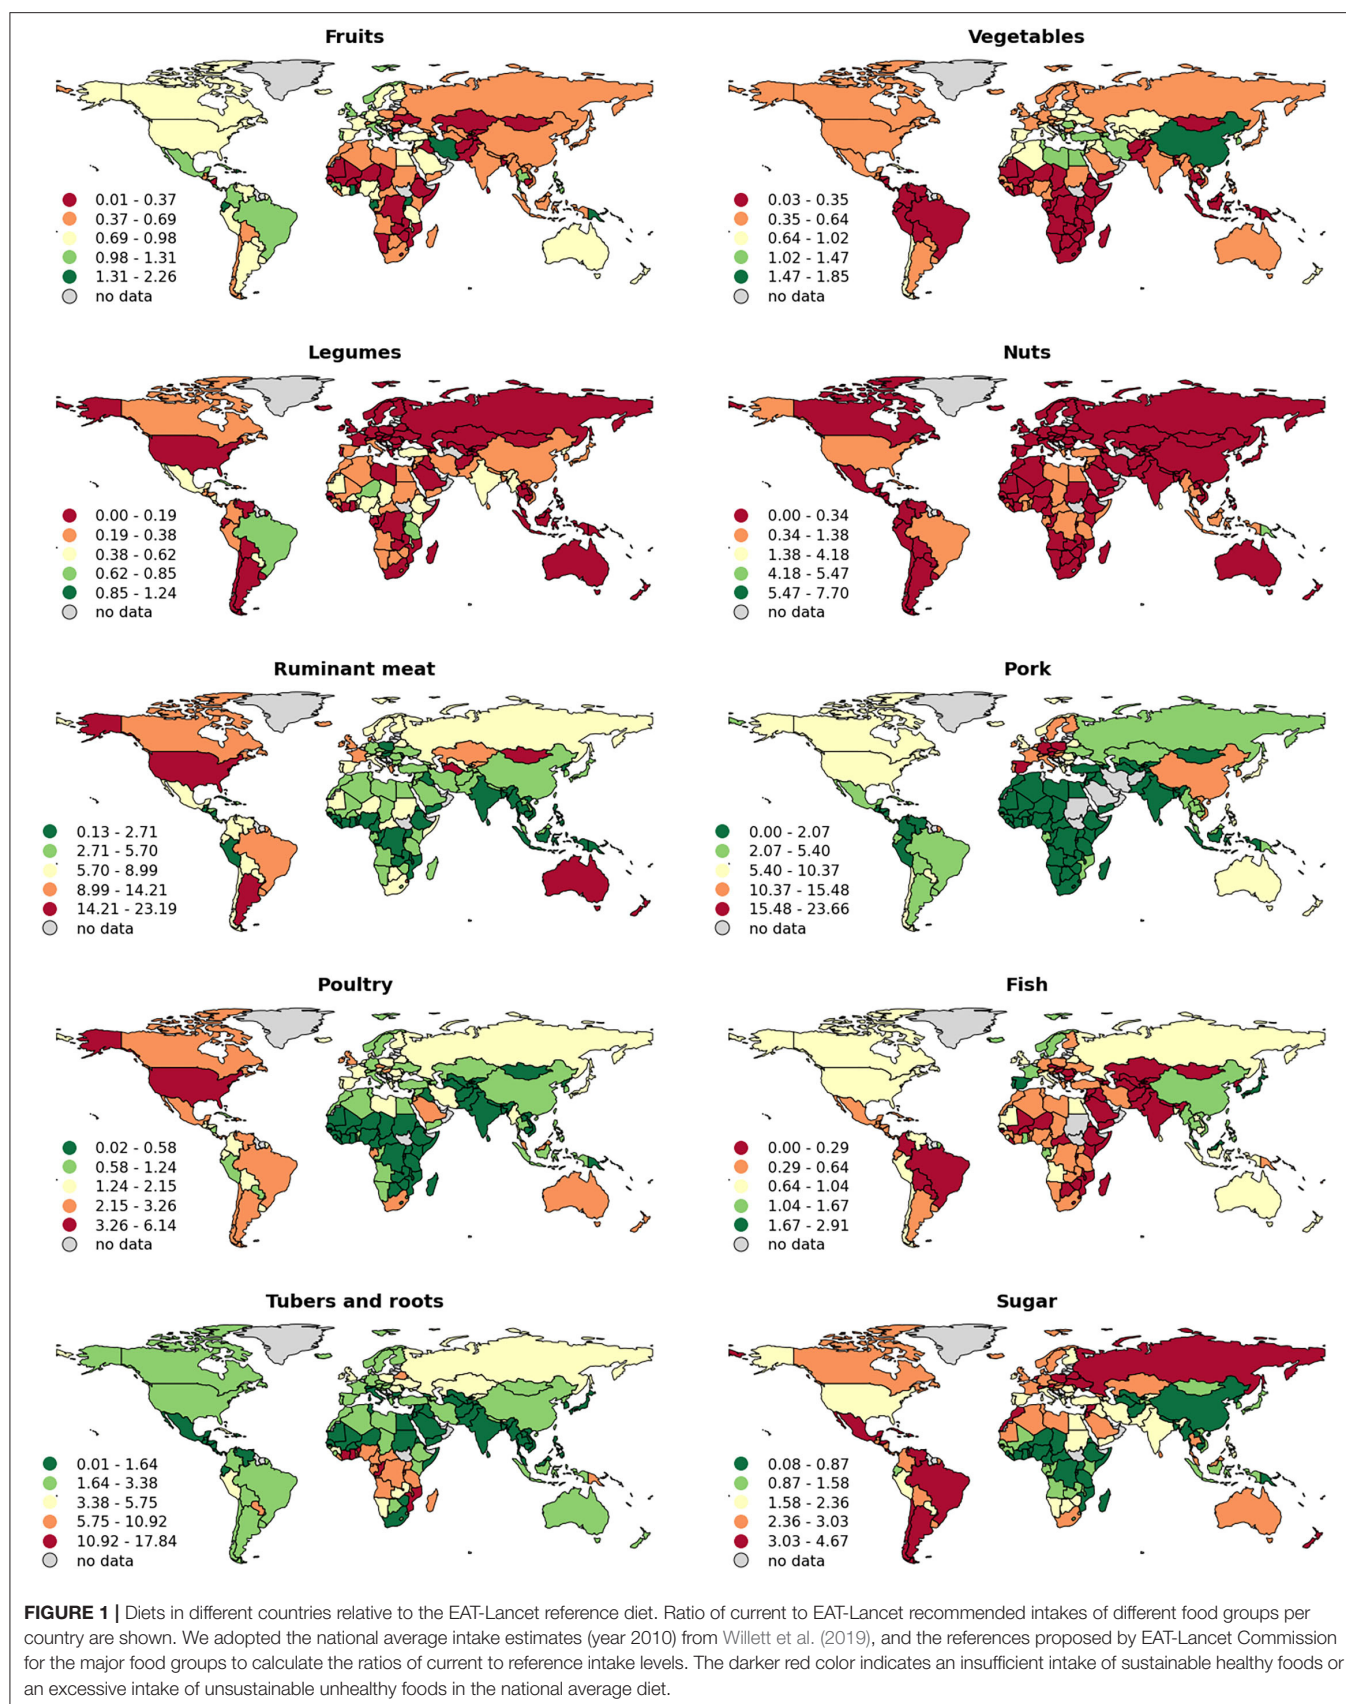 Fruits
0.01 - 0.37
0.37 - 0.69
0.69 - 0.98
0.98 - 1.31
1.31 - 2.26
no data
Vegetables
0.03 - 0.35
0.35 - 0.64
0.64 - 1.02
1.02 - 1.47
1.47 - 1.85
no data
Legumes
0.00 - 0.19
0.19 - 0.38
0.38 - 0.62
0.62 - 0.85
0.85 - 1.24
no data
Nuts
0.00 - 0.34
0.34 - 1.38
1.38 - 4.18
4.18 - 5.47
5.47 - 7.70
no data
Ruminant meat
0.13 - 2.71
2.71 - 5.70
5.70 - 8.99
8.99 - 14.21
14.21 - 23.19
no data
Pork
0.00 - 2.07
2.07 - 5.40
5.40 - 10.37
10.37 - 15.48
15.48 - 23.66
no data
Poultry
0.02 - 0.58
0.58 - 1.24
1.24 - 2.15
2.15 - 3.26
3.26 - 6.14
no data
Fish
0.00 - 0.29
0.29 - 0.64
0.64 - 1.04
1.04 - 1.67
1.67 - 2.91
no data
Tubers and roots
0.01 - 1.64
1.64 - 3.38
3.38 - 5.75
5.75 - 10.92
10.92 - 17.84
no data
Sugar
0.08 - 0.87
0.87 - 1.58
1.58 - 2.36
2.36 - 3.03
3.03 - 4.67
no data
FIGURE 1 | Diets in different countries relative to the EAT-Lancet reference diet. Ratio of current to EAT-Lancet recommended intakes of different food groups per
country are shown. We adopted the national average intake estimates (year 2010) from Willett et al. (2019), and the references proposed by EAT-Lancet Commission
for the major food groups to calculate the ratios of current to reference intake levels. The darker red color indicates an insufficient intake of sustainable healthy foods or
an excessive intake of unsustainable unhealthy foods in the national average diet.